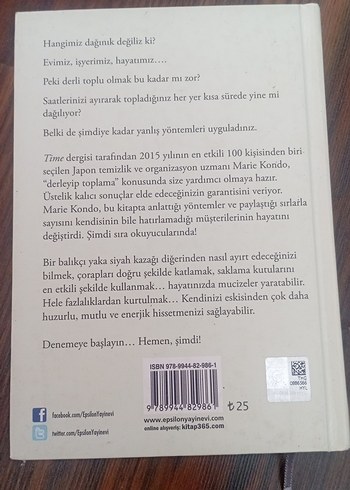 Hangimiz dağınık değiliz ki?
Evimiz, işyerimiz, hayatımız….
Peki derli toplu olmak bu kadar mı zor?
Saatlerinizi ayırarak topladığınız her yer kısa sürede yine mi
dağılıyor?
Belki de şimdiye kadar yanlış yöntemleri uyguladınız.
Time dergisi tarafından 2015 yılının en etkili 100 kişisinden biri
seçilen Japon temizlik ve organizasyon uzmanı Marie Kondo,
“derleyip toplama” konusunda size yardımcı olmaya hazır.
Üstelik kalıcı sonuçlar elde edeceğinizin garantisini veriyor.
Marie Kondo, bu kitapta anlattığı yöntemler ve paylaştığı sırlarla
sayısını kendisinin bile hatırlamadığı müşterilerinin hayatını
değiştirdi. Şimdi sıra okuyucularında!
Bir balıkçı yaka siyah kazağı diğerinden nasıl ayırt edeceğinizi
bilmek, çorapları doğru şekilde katlamak, saklama kutularını
en etkili şekilde kullanmak… hayatınızda mucizeler yaratabilir.
Hele fazlalıklardan kurtulmak… Kendinizi eskisinden çok daha
huzurlu, mutlu ve enerjik hissetmenizi sağlayabilir.
Denemeye başlayın… Hemen, şimdi!
ISBN 978-9944-82-986-1
9 789944 829861
₺25
facebook.com/EpsilonYayinevi
twitter.com/EpsilonYayinevi
www.epsilonyayinevi.com
online alışveriş: kitap365.com